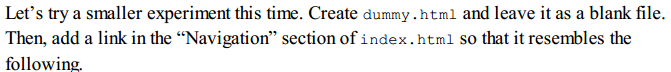 Let’s try a smaller experiment this time. Create dummy.html and leave it as a blank file.
Then, add a link in the “Navigation” section of index.html so that it resembles the
following.